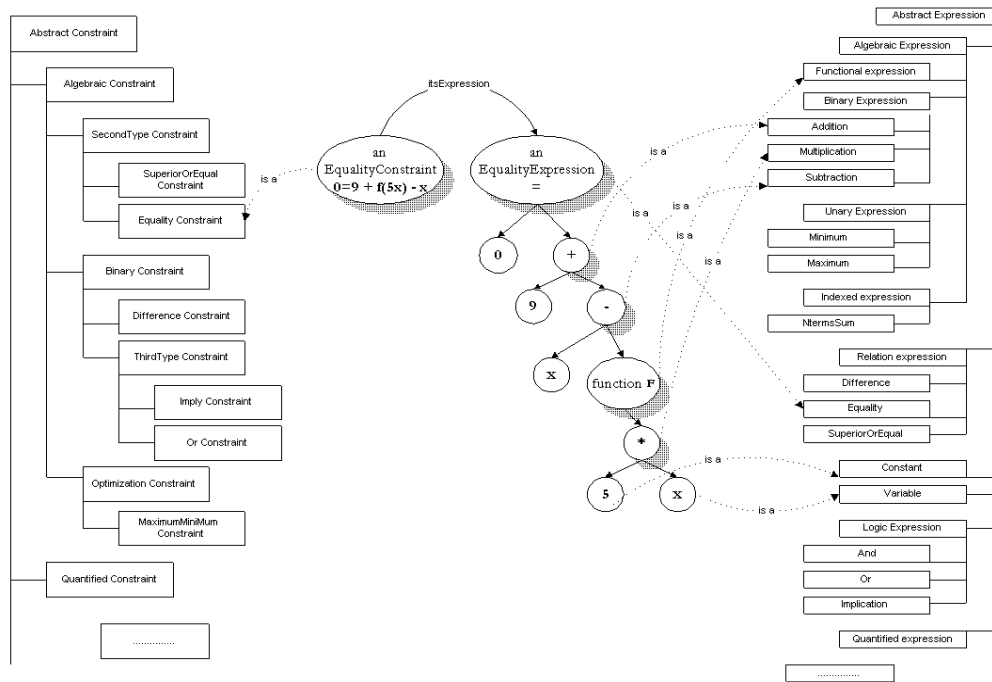 Abstract Constraint
Algebraic Constraint
SecondType Constraint
SuperiorOrEqual
Constraint
Equality Constraint
Binary Constraint
Difference Constraint
ThirdType Constraint
Imply Constraint
Or Constraint
Optimization Constraint
MaximumMiniMum
Constraint
Quantified Constraint
...............
itsExpression
an
EqualityConstraint
0=9 + f(5x) - x
an
EqualityExpression
=
is a
0
+
9
-
x
function F
*
5
x
is a
is a
is a
is a
is a
is a
Abstract Expression
Algebraic Expression
Functional expression
Binary Expression
Addition
Multiplication
Subtraction
Unary Expression
Minimum
Maximum
Indexed expression
NtermsSum
Relation expression
Difference
Equality
SuperiorOrEqual
Constant
Variable
Logic Expression
And
Or
Implication
Quantified expression
...............